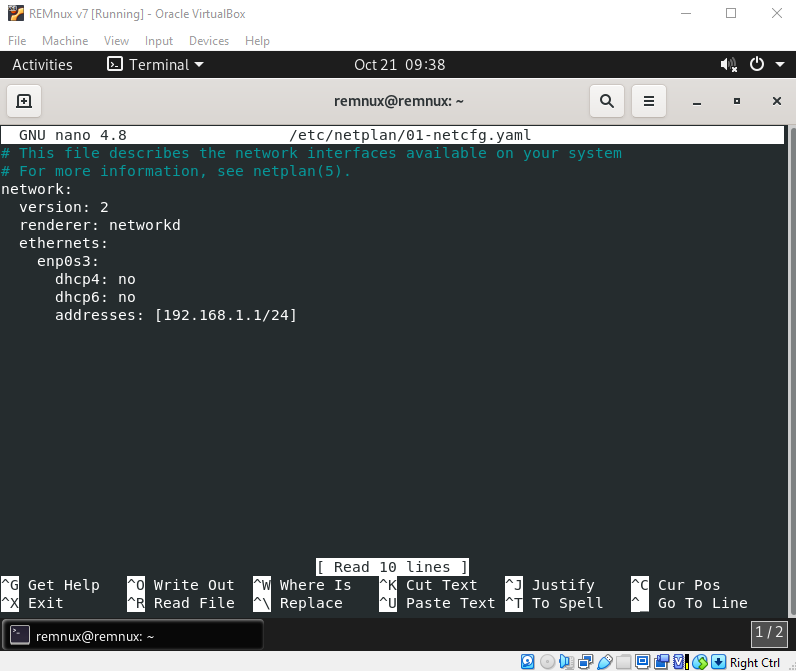 REMnux v7 [Running] - Oracle VirtualBox
File Machine View Input Devices Help
Activities Terminal Oct 21 09:38
remnux@remnux: ~
GNU nano 4.8 /etc/netplan/01-netcfg.yaml
# This file describes the network interfaces available on your system
# For more information, see netplan(5).
network:
  version: 2
  renderer: networkd
  ethernets:
    enp0s3:
      dhcp4: no
      dhcp6: no
      addresses: [192.168.1.1/24]
[ Read 10 lines ]
^G Get Help ^O Write Out ^W Where Is ^K Cut Text ^J Justify ^C Cur Pos
^X Exit ^R Read File ^\ Replace ^U Paste Text ^T To Spell ^_ Go To Line
remnux@remnux: ~ 1 / 2
Right Ctrl